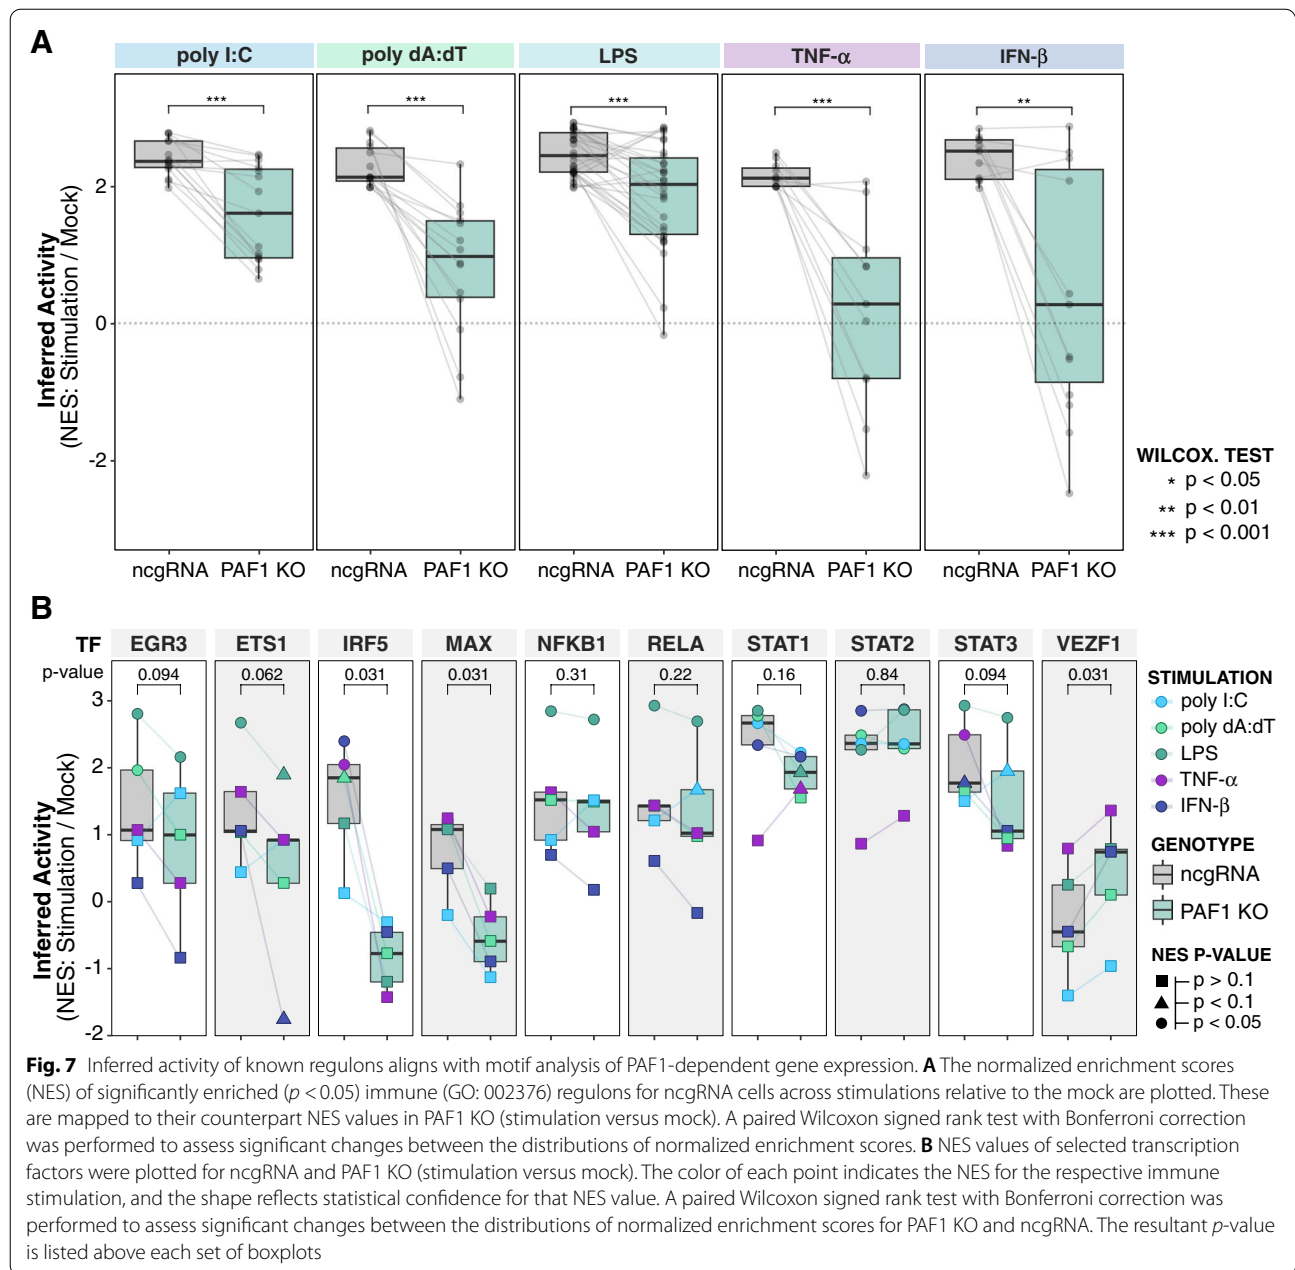 A
poly I:C poly dA:dT LPS TNF-α IFN-β
*** *** *** *** **
Inferred Activity
(NES: Stimulation / Mock)
2
0
-2
WILCOX. TEST
* p < 0.05
** p < 0.01
*** p < 0.001
ncgRNA PAF1 KO ncgRNA PAF1 KO ncgRNA PAF1 KO ncgRNA PAF1 KO ncgRNA PAF1 KO
B
TF EGR3 ETS1 IRF5 MAX NFKB1 RELA STAT1 STAT2 STAT3 VEZF1
p-value 0.094 0.062 0.031 0.031 0.31 0.22 0.16 0.84 0.094 0.031
Inferred Activity
(NES: Stimulation / Mock)
3
2
1
0
-1
-2
STIMULATION
poly I:C
poly dA:dT
LPS
TNF-α
IFN-β
GENOTYPE
ncgRNA
PAF1 KO
NES P-VALUE
p > 0.1
p < 0.1
p < 0.05
Fig. 7 Inferred activity of known regulons aligns with motif analysis of PAF1-dependent gene expression. A The normalized enrichment scores
(NES) of significantly enriched (p < 0.05) immune (GO: 002376) regulons for ncgRNA cells across stimulations relative to the mock are plotted. These
are mapped to their counterpart NES values in PAF1 KO (stimulation versus mock). A paired Wilcoxon signed rank test with Bonferroni correction
was performed to assess significant changes between the distributions of normalized enrichment scores. B NES values of selected transcription
factors were plotted for ncgRNA and PAF1 KO (stimulation versus mock). The color of each point indicates the NES for the respective immune
stimulation, and the shape reflects statistical confidence for that NES value. A paired Wilcoxon signed rank test with Bonferroni correction was
performed to assess significant changes between the distributions of normalized enrichment scores for PAF1 KO and ncgRNA. The resultant p-value
is listed above each set of boxplots